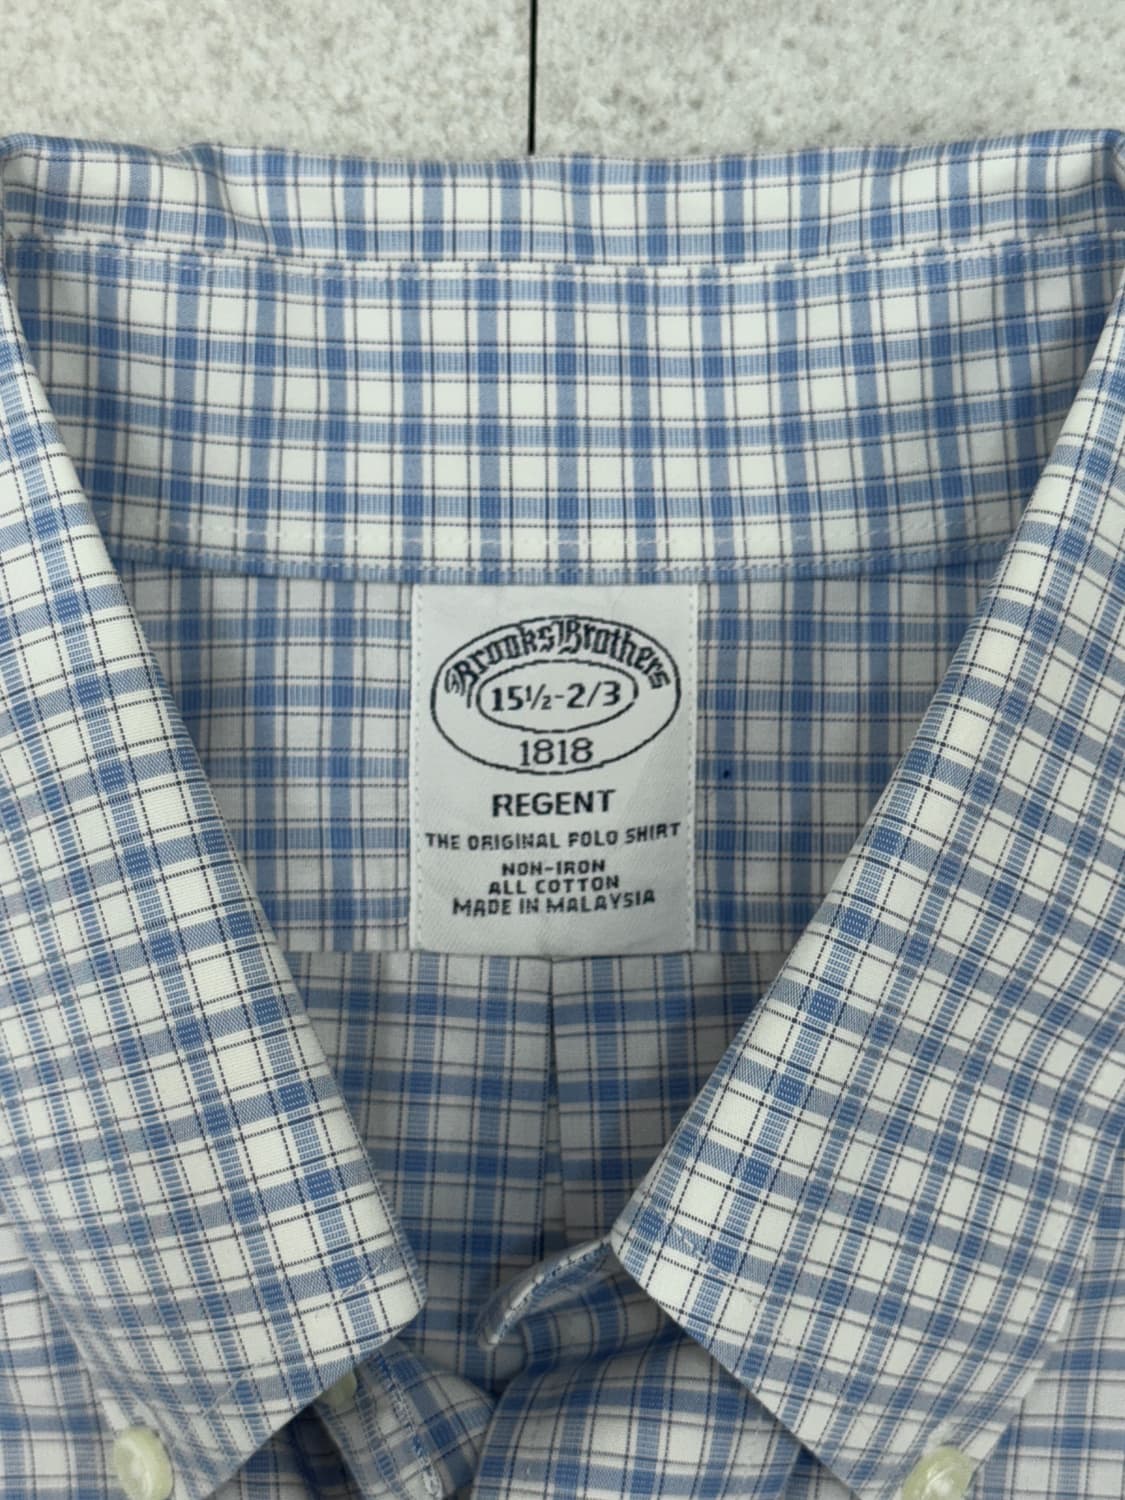 Brooks Brothers
15½-2/3
1818
REGENT
THE ORIGINAL POLO SHIRT
NON-IRON
ALL COTTON
MADE IN MALAYSIA